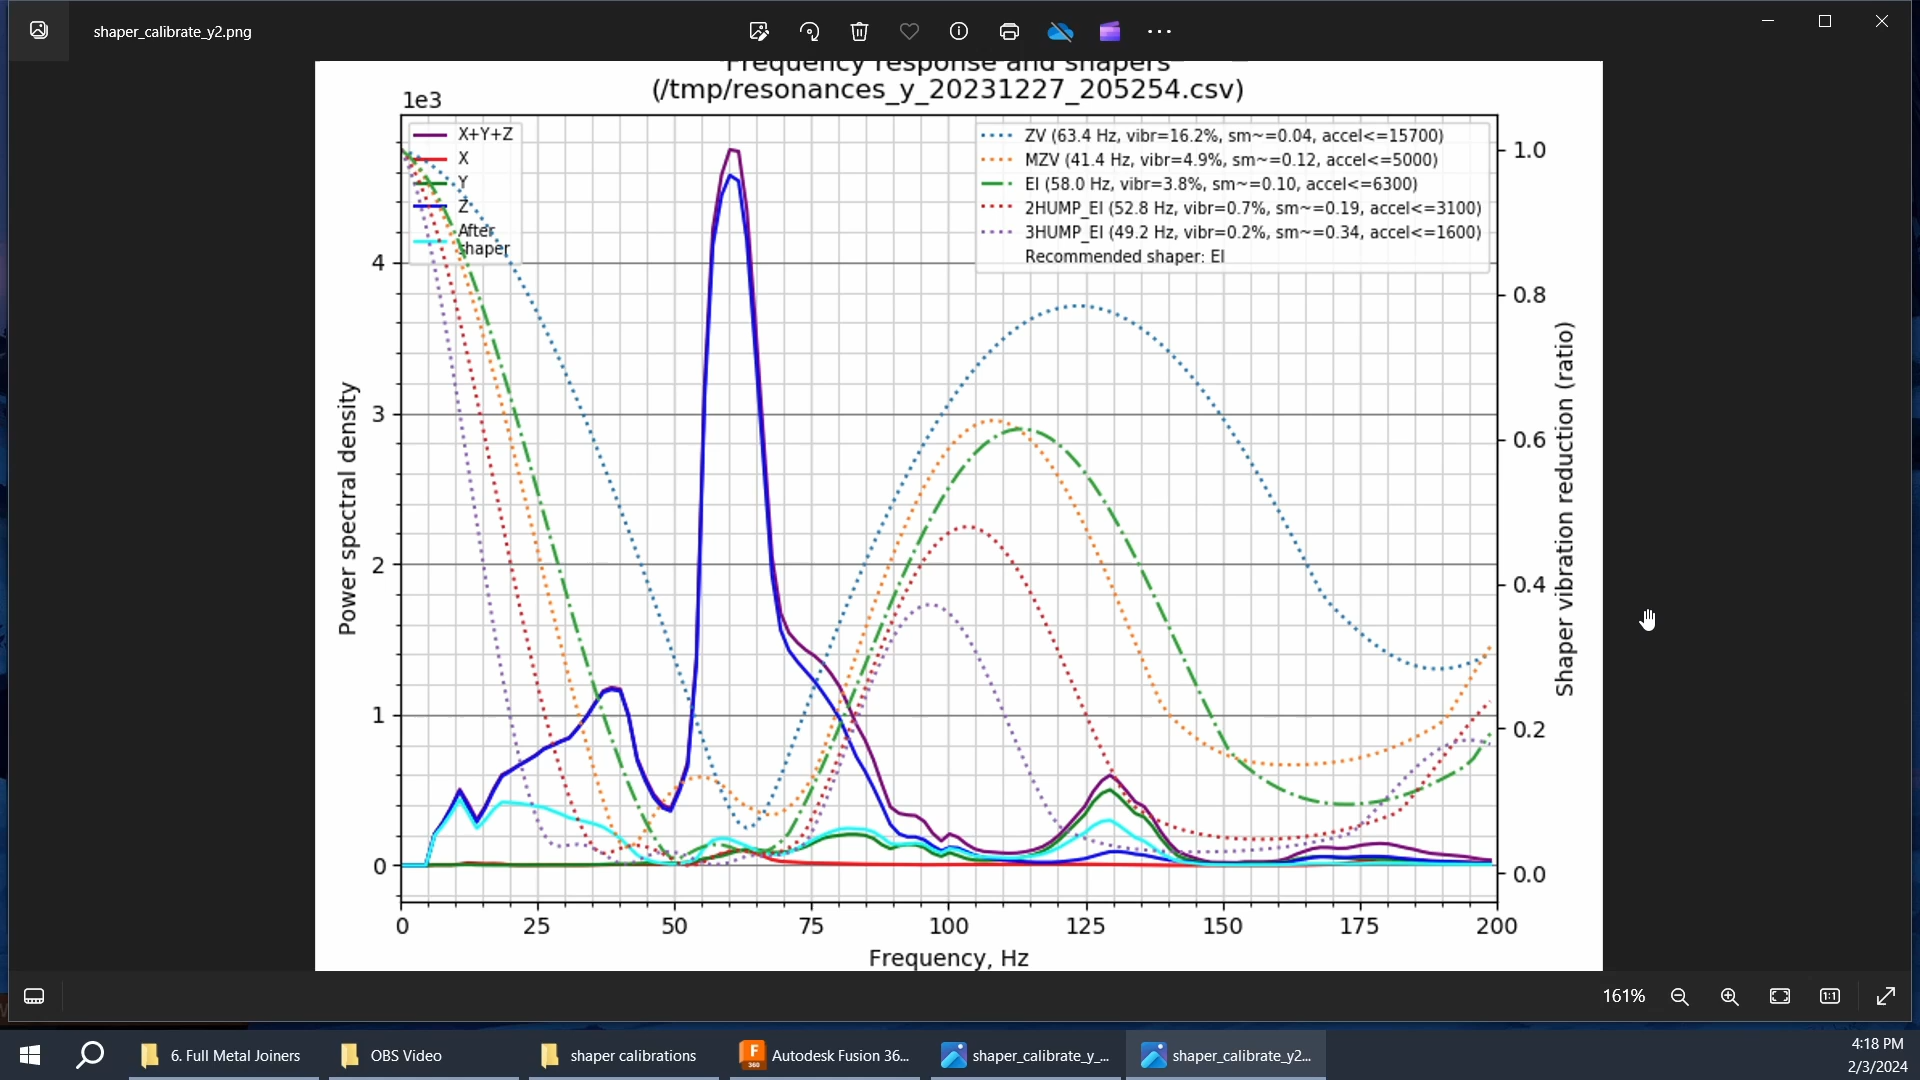 shaper_calibrate_y2.png
Frequency response and shapers
(/tmp/resonances_y_20231227_205254.csv)
1e3
X+Y+Z
X
Y
Z
After
shaper
ZV (63.4 Hz, vibr=16.2%, sm~=0.04, accel<=15700)
MZV (41.4 Hz, vibr=4.9%, sm~=0.12, accel<=5000)
EI (58.0 Hz, vibr=3.8%, sm~=0.10, accel<=6300)
2HUMP_EI (52.8 Hz, vibr=0.7%, sm~=0.19, accel<=3100)
3HUMP_EI (49.2 Hz, vibr=0.2%, sm~=0.34, accel<=1600)
Recommended shaper: EI
Power spectral density
4
3
2
1
0
1.0
0.8
0.6
0.4
0.2
0.0
Shaper vibration reduction (ratio)
0 25 50 75 100 125 150 175 200
Frequency, Hz
161%
1:1
6. Full Metal Joiners
OBS Video
shaper calibrations
F
360
Autodesk Fusion 36...
shaper_calibrate_y_...
shaper_calibrate_y2...
4:18 PM
2/3/2024